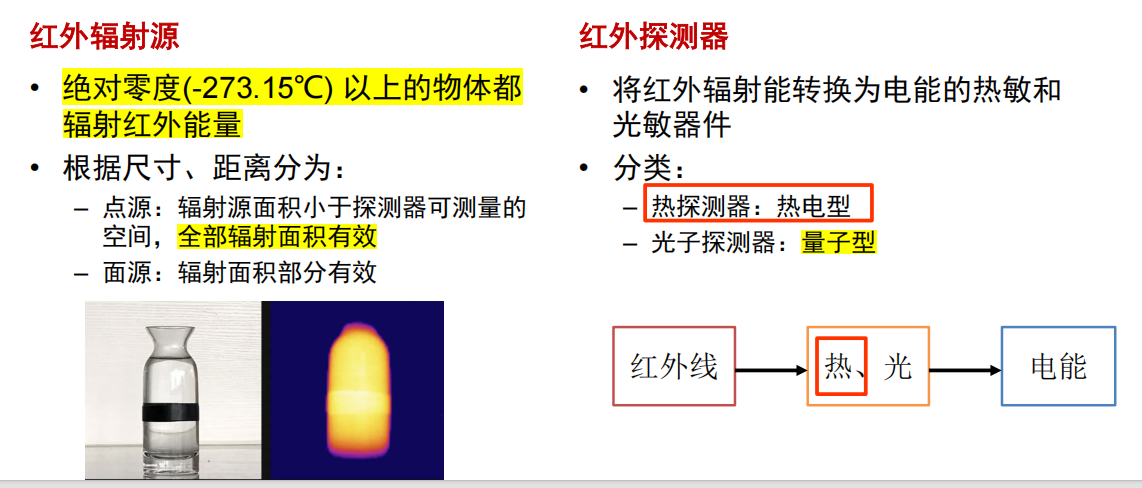 红外辐射源
• 绝对零度(-273.15℃) 以上的物体都
辐射红外能量
• 根据尺寸、距离分为：
– 点源：辐射源面积小于探测器可测量的
空间，全部辐射面积有效
– 面源：辐射面积部分有效
红外探测器
• 将红外辐射能转换为电能的热敏和
光敏器件
• 分类：
– 热探测器：热电型
– 光子探测器：量子型
红外线
热、光
电能